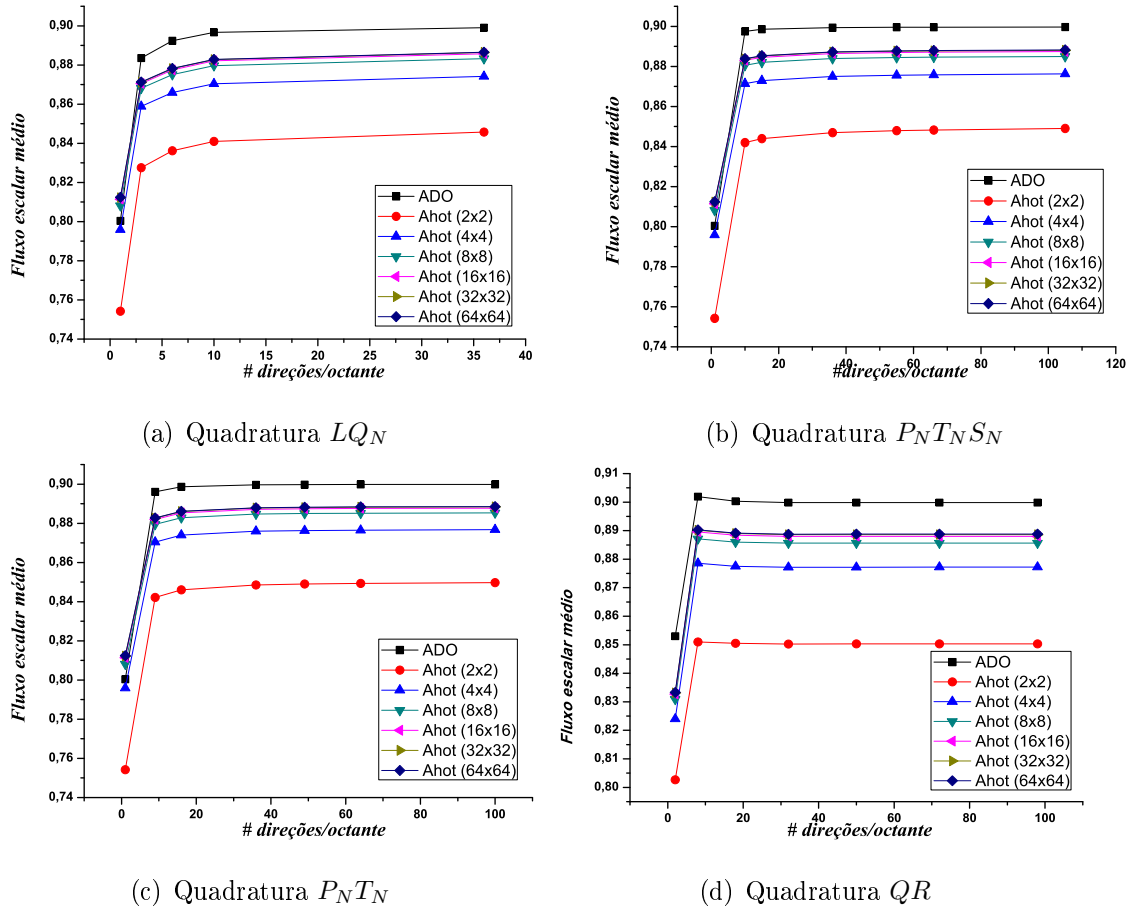 0,90
0,88
0,86
0,84
0,82
0,80
0,78
0,76
0,74
Fluxo escalar médio
0 5 10 15 20 25 30 35 40
# direções/octante
ADO
Ahot (2x2)
Ahot (4x4)
Ahot (8x8)
Ahot (16x16)
Ahot (32x32)
Ahot (64x64)
(a) Quadratura LQ_N
0,90
0,88
0,86
0,84
0,82
0,80
0,78
0,76
0,74
Fluxo escalar médio
0 20 40 60 80 100 120
#direções/octante
ADO
Ahot (2x2)
Ahot (4x4)
Ahot (8x8)
Ahot (16x16)
Ahot (32x32)
Ahot (64x64)
(b) Quadratura P_NT_NS_N
0,90
0,88
0,86
0,84
0,82
0,80
0,78
0,76
0,74
Fluxo escalar médio
0 20 40 60 80 100
# direções/octante
ADO
Ahot (2x2)
Ahot (4x4)
Ahot (8x8)
Ahot (16x16)
Ahot (32x32)
Ahot (64x64)
(c) Quadratura P_NT_N
0,91
0,90
0,89
0,88
0,87
0,86
0,85
0,84
0,83
0,82
0,81
0,80
Fluxo escalar médio
0 20 40 60 80 100
# direções/octante
ADO
Ahot (2x2)
Ahot (4x4)
Ahot (8x8)
Ahot (16x16)
Ahot (32x32)
Ahot (64x64)
(d) Quadratura QR